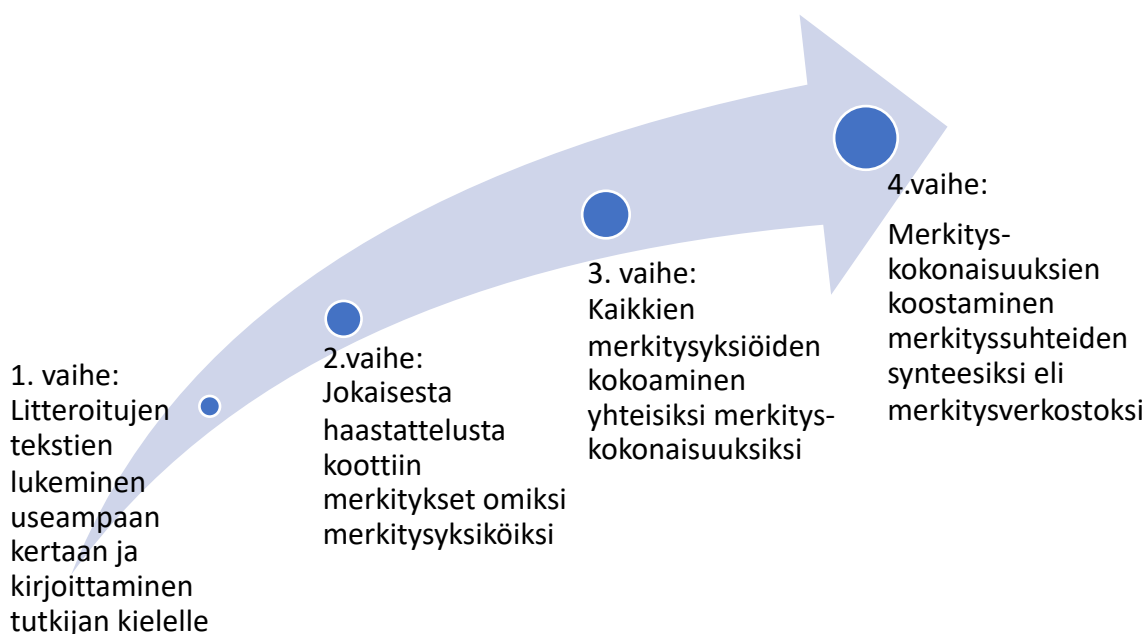 1. vaihe:
Litteroitujen
tekstien
lukeminen
useampaan
kertaan ja
kirjoittaminen
tutkijan kielelle
2.vaihe:
Jokaisesta
haastattelusta
koottiin
merkitykset omiksi
merkitysyksiköiksi
3. vaihe:
Kaikkien
merkitysyksiöiden
kokoaminen
yhteisiksi merkitys-
kokonaisuuksiksi
4.vaihe:
Merkitys-
kokonaisuuksien
koostaminen
merkityssuhteiden
synteesiksi eli
merkitysverkostoksi